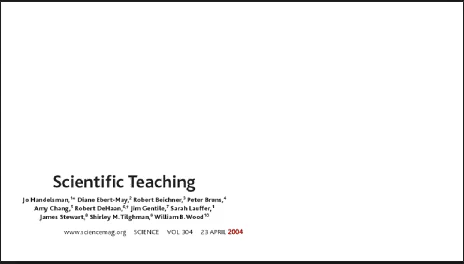 Scientific Teaching
Jo Handelsman,¹* Diane Ebert-May,² Robert Beichner,³ Peter Bruns,⁴
Amy Chang,⁵ Robert DeHaan,⁶† Jim Gentile,⁷ Sarah Lauffer,¹
James Stewart,⁸ Shirley M. Tilghman,⁹ William B. Wood¹⁰
www.sciencemag.org SCIENCE VOL 304 23 APRIL 2004